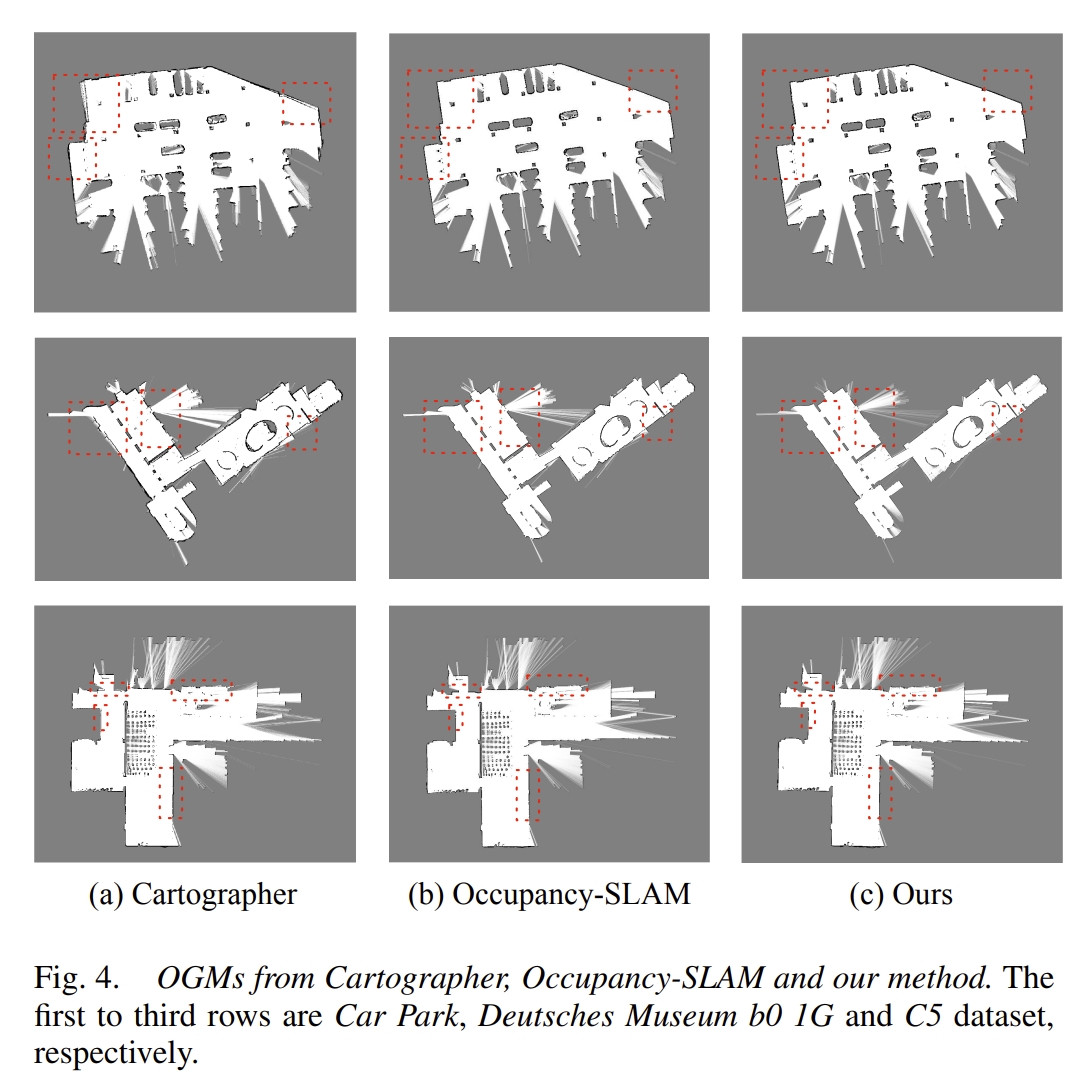 (a) Cartographer
(b) Occupancy-SLAM
(c) Ours
Fig. 4. OGMs from Cartographer, Occupancy-SLAM and our method. The
first to third rows are Car Park, Deutsches Museum b0 1G and C5 dataset,
respectively.